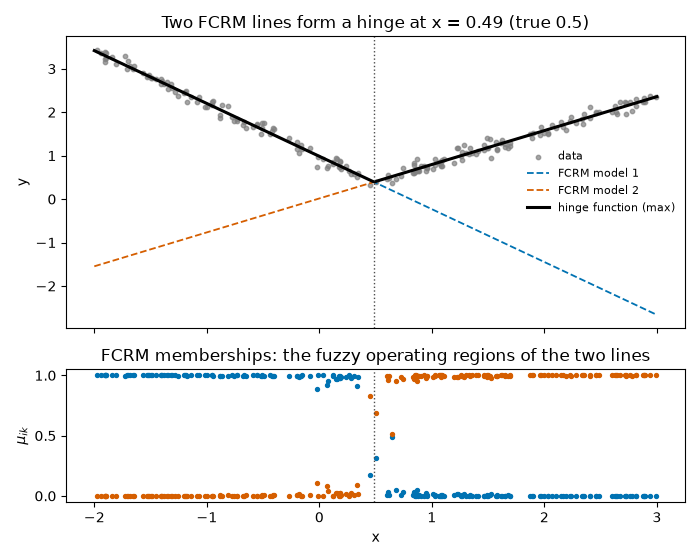 Two FCRM lines form a hinge at x = 0.49 (true 0.5)
3
2
1
0
−1
−2
y
data
FCRM model 1
FCRM model 2
hinge function (max)
FCRM memberships: the fuzzy operating regions of the two lines
1.0
0.5
0.0
μik
−2 −1 0 1 2 3
x